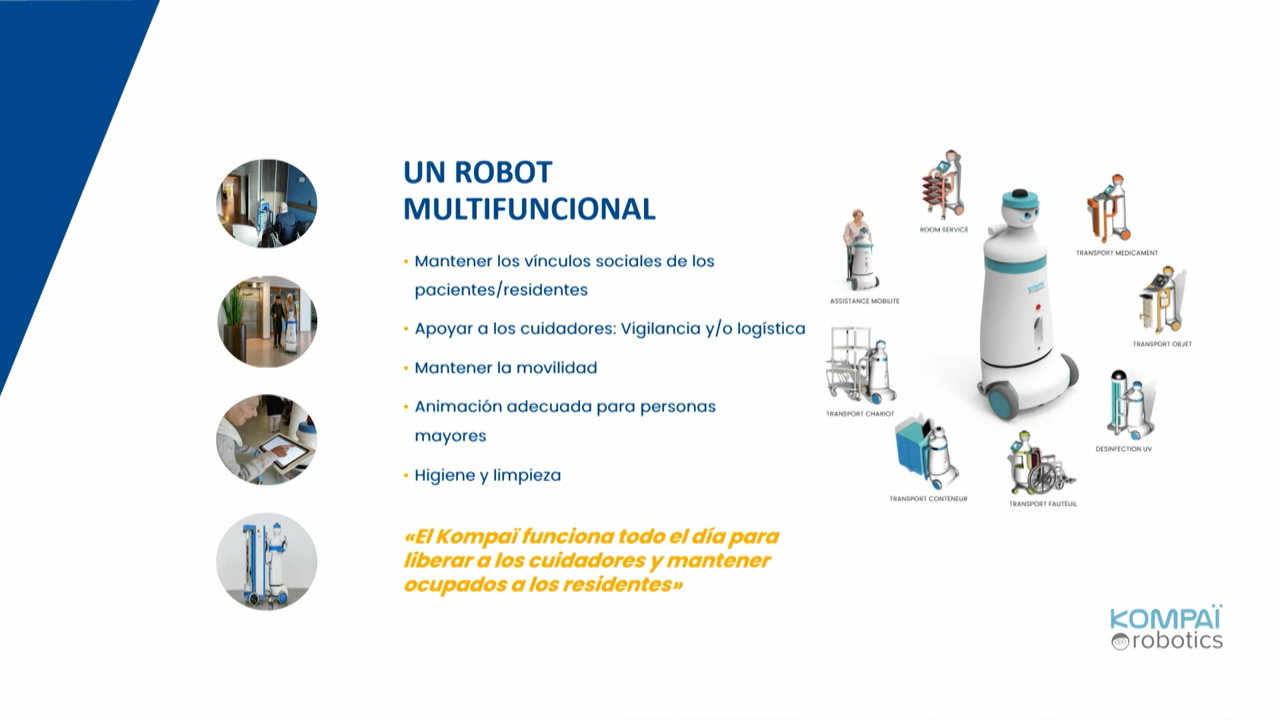 UN ROBOT
MULTIFUNCIONAL
• Mantener los vínculos sociales de los
pacientes/residentes
• Apoyar a los cuidadores: Vigilancia y/o logística
• Mantener la movilidad
• Animación adecuada para personas
mayores
• Higiene y limpieza
«El Kompaï funciona todo el día para
liberar a los cuidadores y mantener
ocupados a los residentes»
ROOM SERVICE
TRANSPORT MEDICAMENT
ASSISTANCE MOBILITE
TRANSPORT OBJET
TRANSPORT CHARIOT
DESINFECTION UV
TRANSPORT CONTENEUR
TRANSPORT FAUTEUIL
KOMPAÏ
robotics